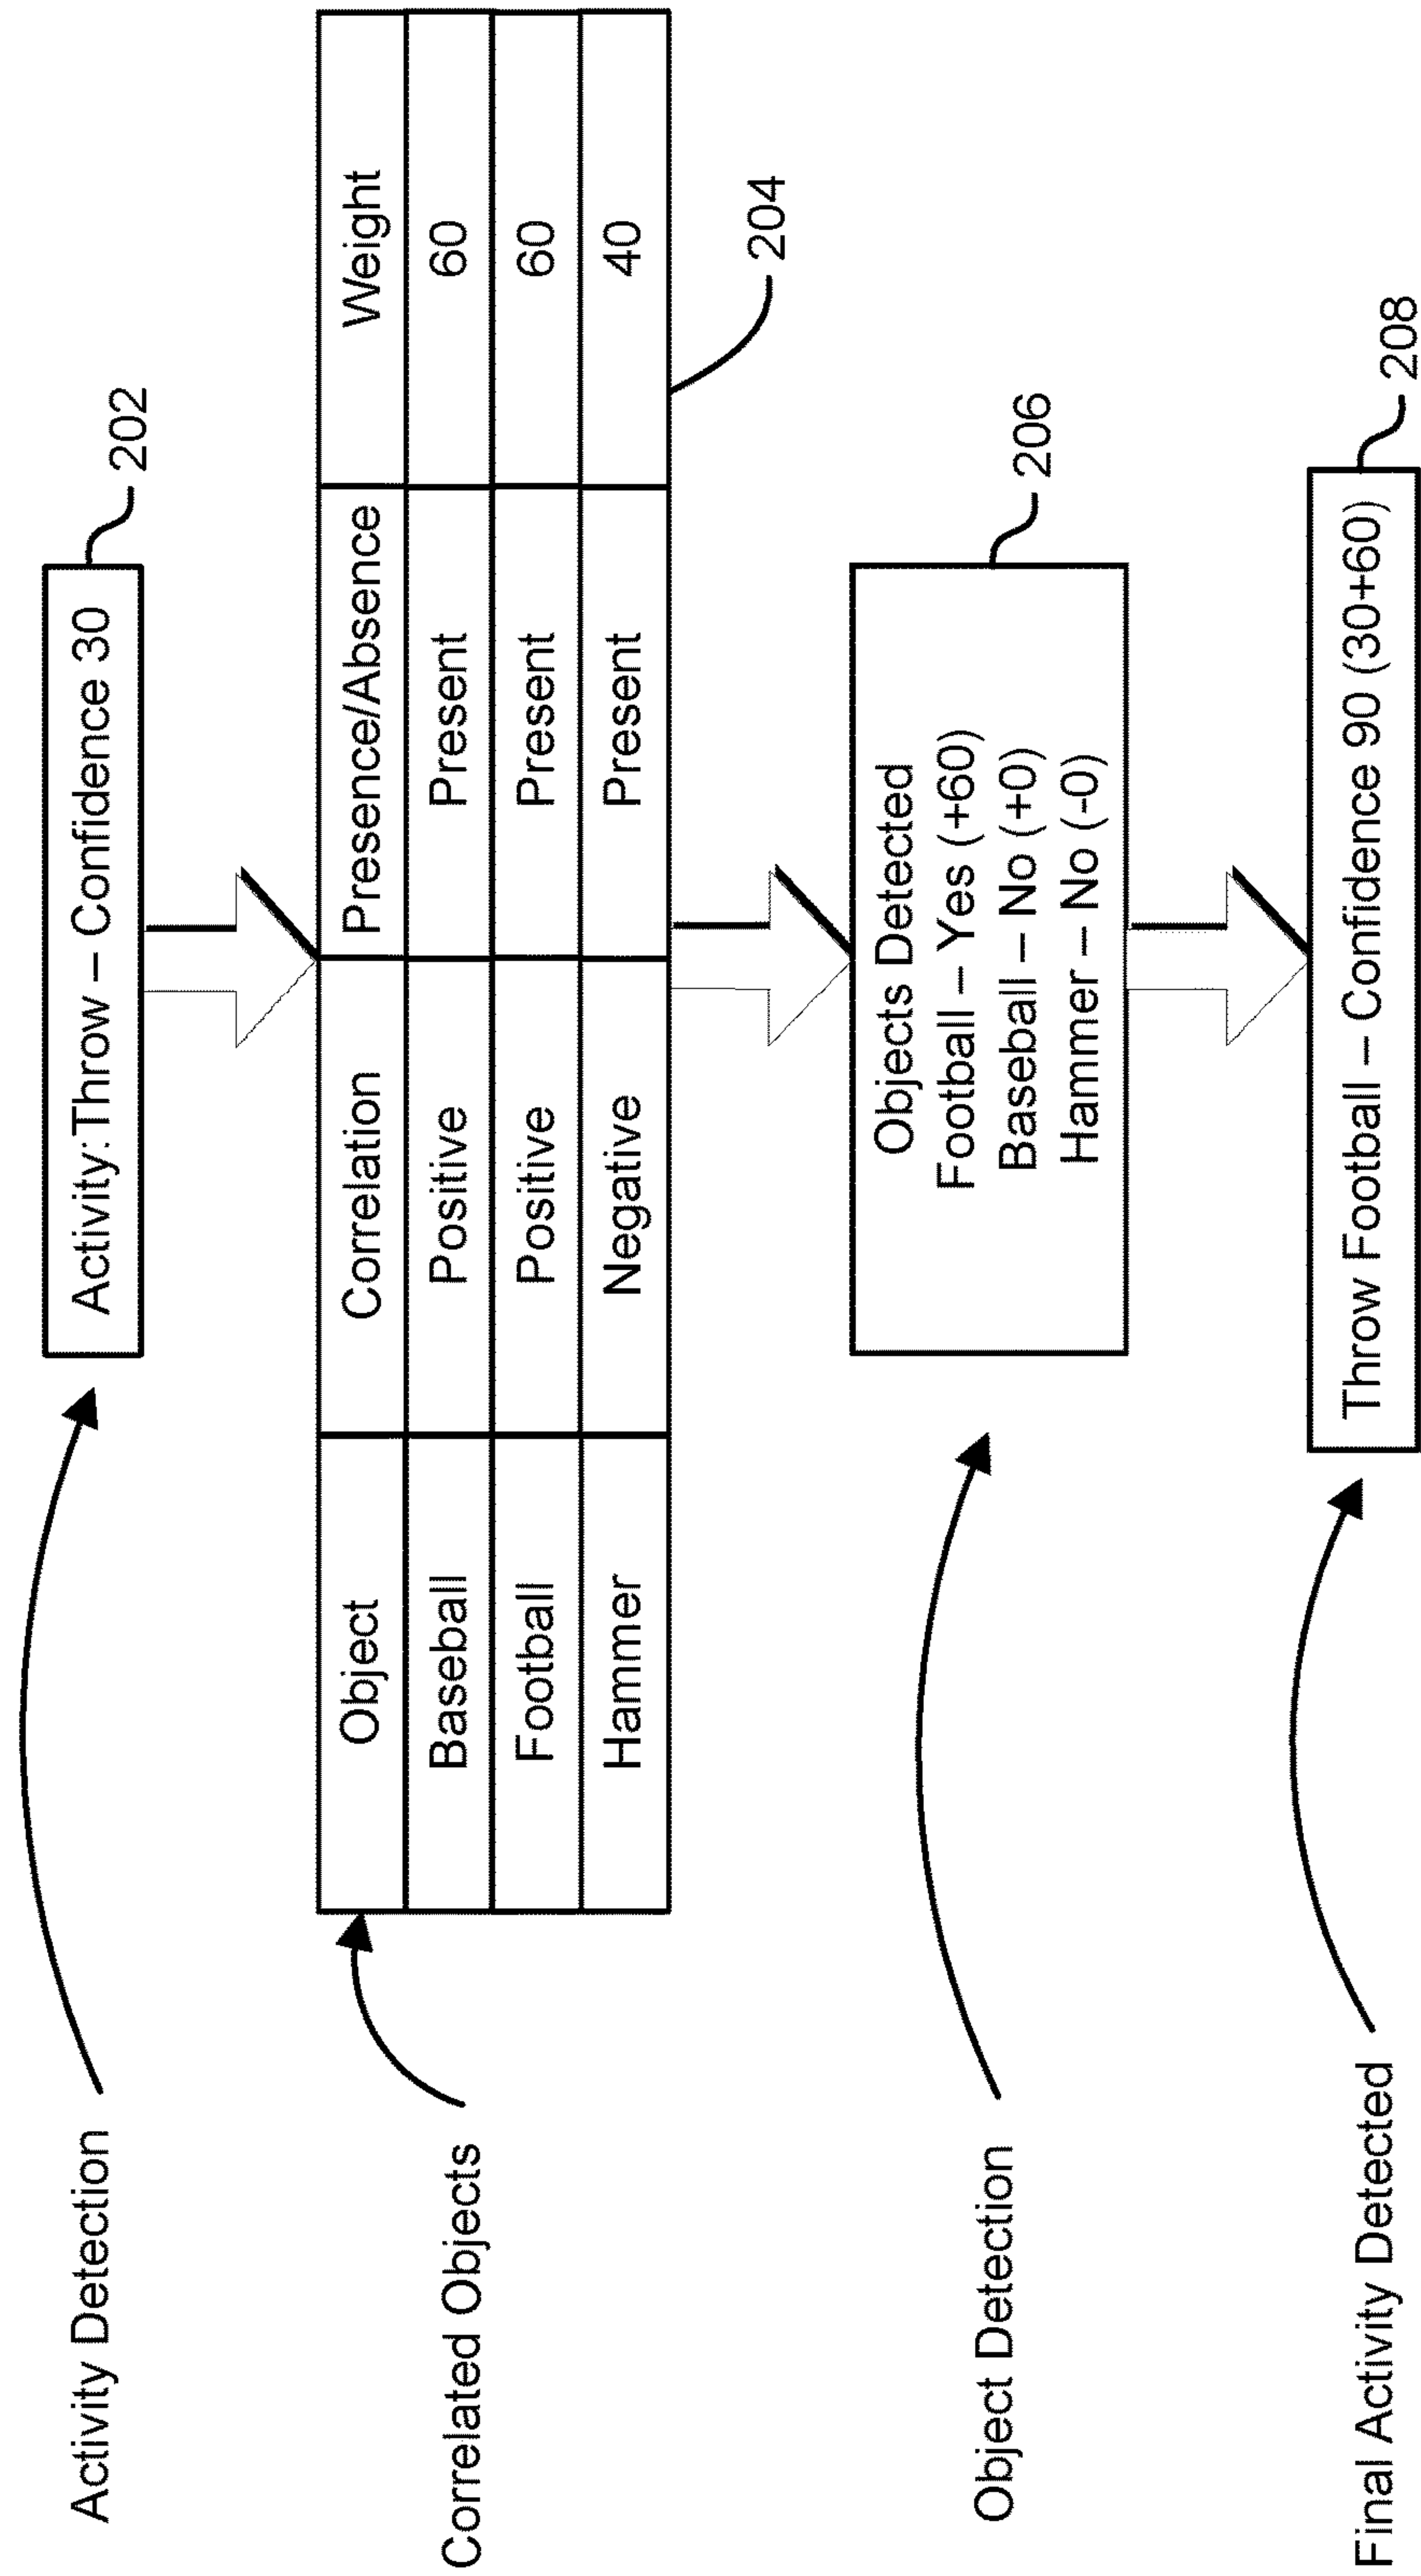 Activity Detection
Activity:Throw – Confidence 30
202
Correlated Objects
Object Correlation Presence/Absence Weight
Baseball Positive Present 60
Football Positive Present 60
Hammer Negative Present 40
204
Object Detection
Objects Detected
Football – Yes (+60)
Baseball – No (+0)
Hammer – No (-0)
206
Final Activity Detected
Throw Football – Confidence 90 (30+60)
208